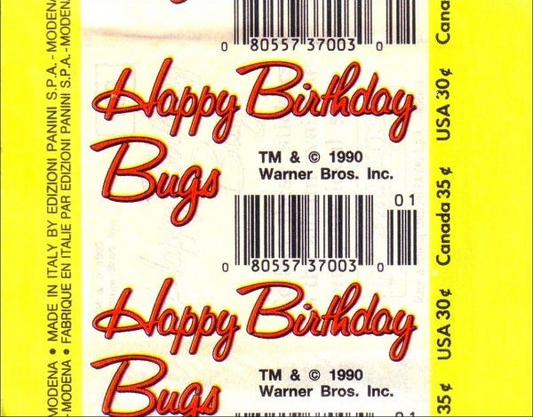 0 80557 37003 0
Happy Birthday
Bugs
TM & © 1990
Warner Bros. Inc.
01
0 80557 37003 0
Happy Birthday
Bugs
TM & © 1990
Warner Bros. Inc.
MODENA • MADE IN ITALY BY EDIZIONI PANINI S.P.A. - MODENA
MODENA • FABRIQUE EN ITALIE PAR EDIZIONI PANINI S.P.A. - MODENA
35¢ USA 30¢ Canada 35¢ USA 30¢